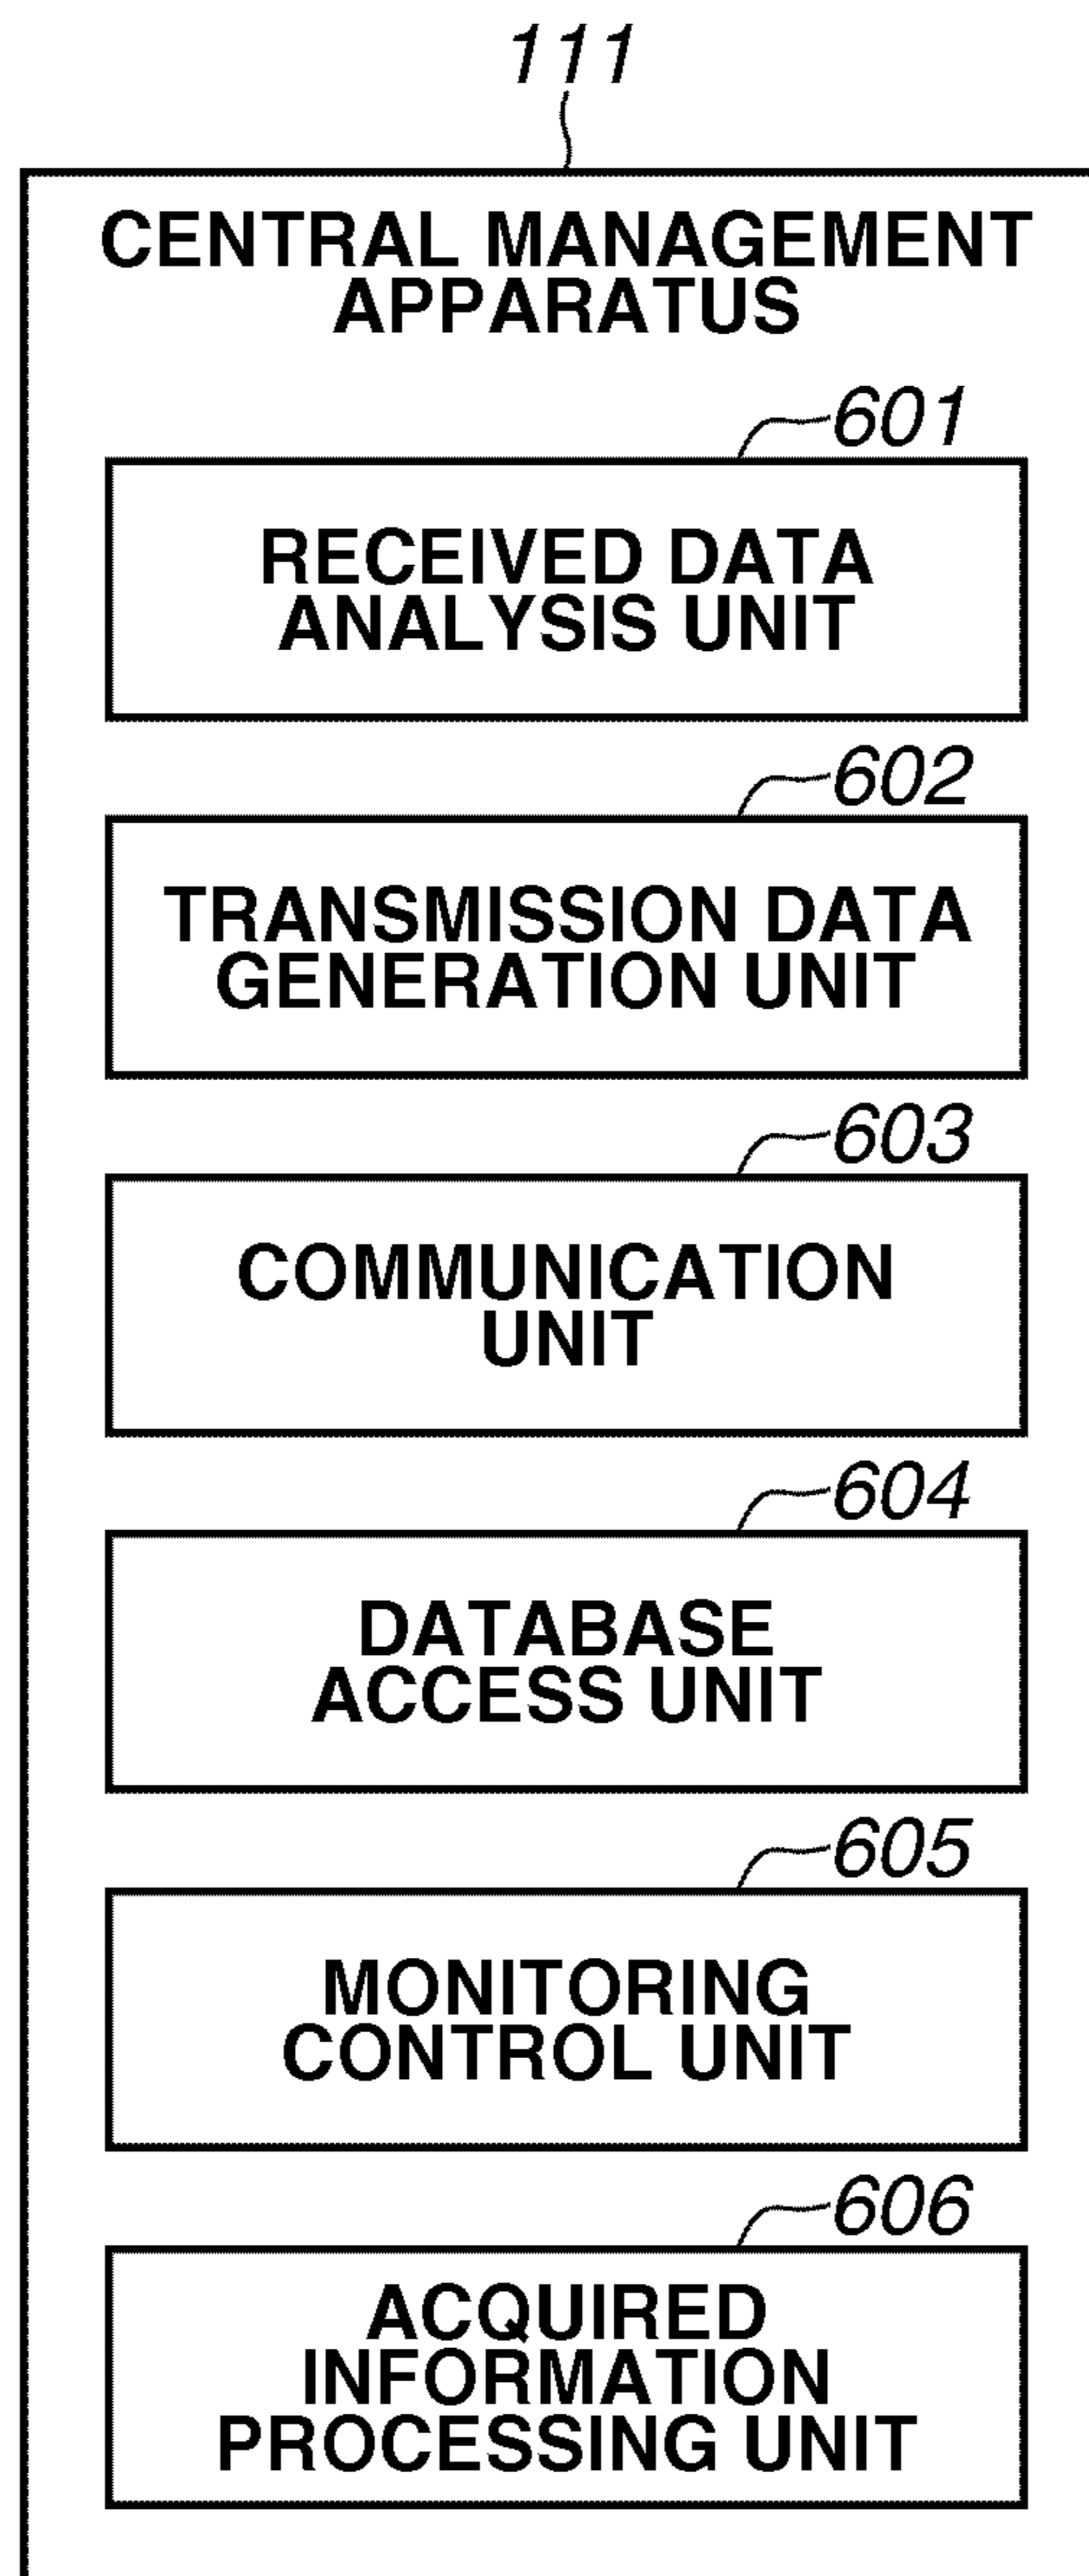 111
CENTRAL MANAGEMENT
APPARATUS
601
RECEIVED DATA
ANALYSIS UNIT
602
TRANSMISSION DATA
GENERATION UNIT
603
COMMUNICATION
UNIT
604
DATABASE
ACCESS UNIT
605
MONITORING
CONTROL UNIT
606
ACQUIRED
INFORMATION
PROCESSING UNIT